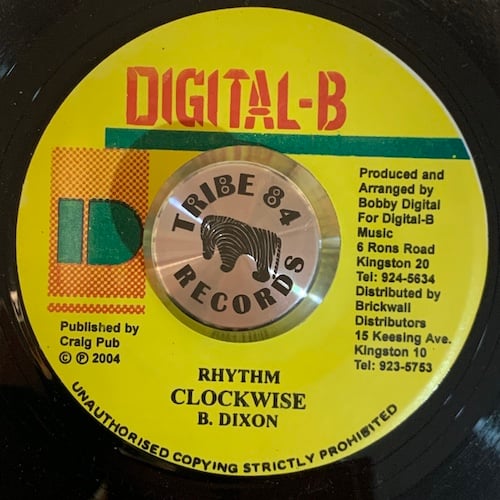 DIGITAL-B
TRIBE 84
RECORDS
D
Produced and
Arranged by
Bobby Digital
For Digital-B
Music
6 Rons Road
Kingston 20
Tel: 924-5634
Distributed by
Brickwall
Distributors
15 Keesing Ave.
Kingston 10
Tel: 923-5753
Published by
Craig Pub
© ℗ 2004
RHYTHM
CLOCKWISE
B. DIXON
UNAUTHORISED COPYING STRICTLY PROHIBITED